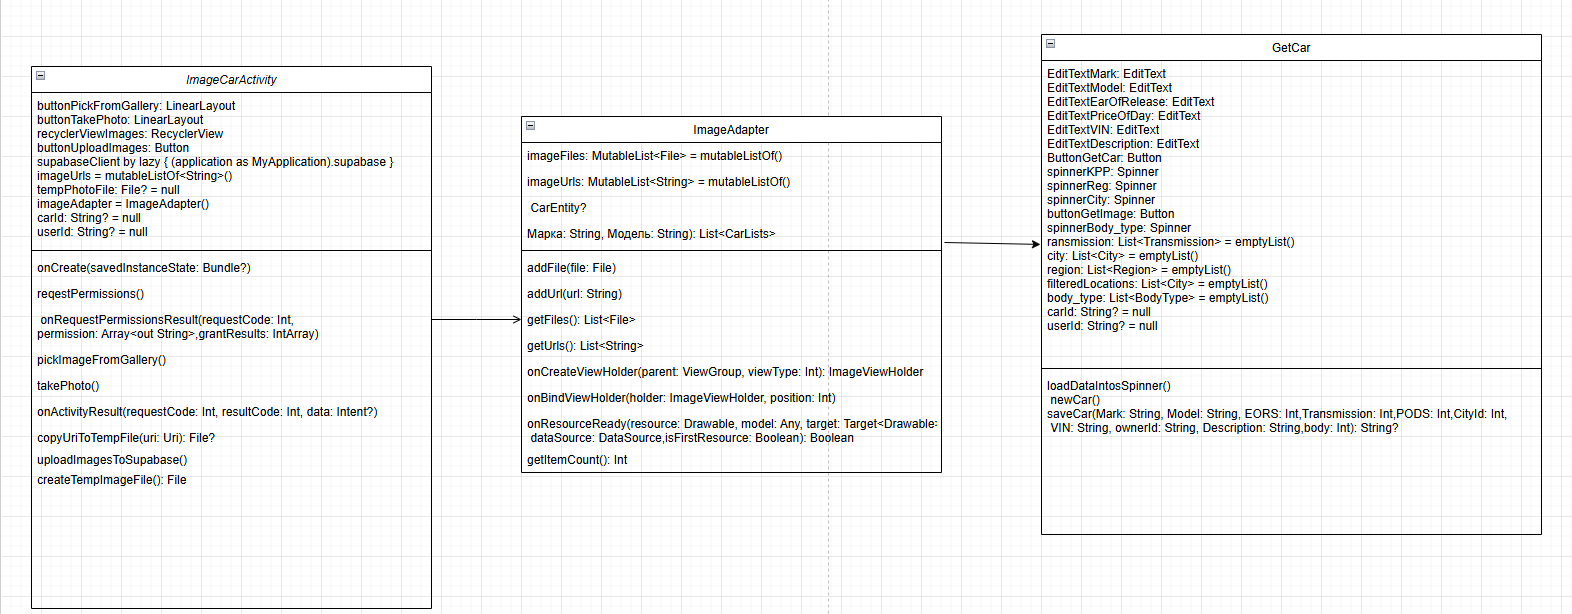 ImageCarActivity
buttonPickFromGallery: LinearLayout
buttonTakePhoto: LinearLayout
recyclerViewImages: RecyclerView
buttonUploadImages: Button
supabaseClient by lazy { (application as MyApplication).supabase }
imageUrls = mutableListOf<String>()
tempPhotoFile: File? = null
imageAdapter = ImageAdapter()
carId: String? = null
userId: String? = null
onCreate(savedInstanceState: Bundle?)
reqestPermissions()
onRequestPermissionsResult(requestCode: Int,
permission: Array<out String>,grantResults: IntArray)
pickImageFromGallery()
takePhoto()
onActivityResult(requestCode: Int, resultCode: Int, data: Intent?)
copyUriToTempFile(uri: Uri): File?
uploadImagesToSupabase()
createTempImageFile(): File
ImageAdapter
imageFiles: MutableList<File> = mutableListOf()
imageUrls: MutableList<String> = mutableListOf()
CarEntity?
Марка: String, Модель: String): List<CarLists>
addFile(file: File)
addUrl(url: String)
getFiles(): List<File>
getUrls(): List<String>
onCreateViewHolder(parent: ViewGroup, viewType: Int): ImageViewHolder
onBindViewHolder(holder: ImageViewHolder, position: Int)
onResourceReady(resource: Drawable, model: Any, target: Target<Drawable>
dataSource: DataSource,isFirstResource: Boolean): Boolean
getItemCount(): Int
GetCar
EditTextMark: EditText
EditTextModel: EditText
EditTextEarOfRelease: EditText
EditTextPriceOfDay: EditText
EditTextVIN: EditText
EditTextDescription: EditText
ButtonGetCar: Button
spinnerKPP: Spinner
spinnerReg: Spinner
spinnerCity: Spinner
buttonGetImage: Button
spinnerBody_type: Spinner
ransmission: List<Transmission> = emptyList()
city: List<City> = emptyList()
region: List<Region> = emptyList()
filteredLocations: List<City> = emptyList()
body_type: List<BodyType> = emptyList()
carId: String? = null
userId: String? = null
loadDataIntosSpinner()
newCar()
saveCar(Mark: String, Model: String, EORS: Int,Transmission: Int,PODS: Int,CityId: Int,
VIN: String, ownerId: String, Description: String,body: Int): String?